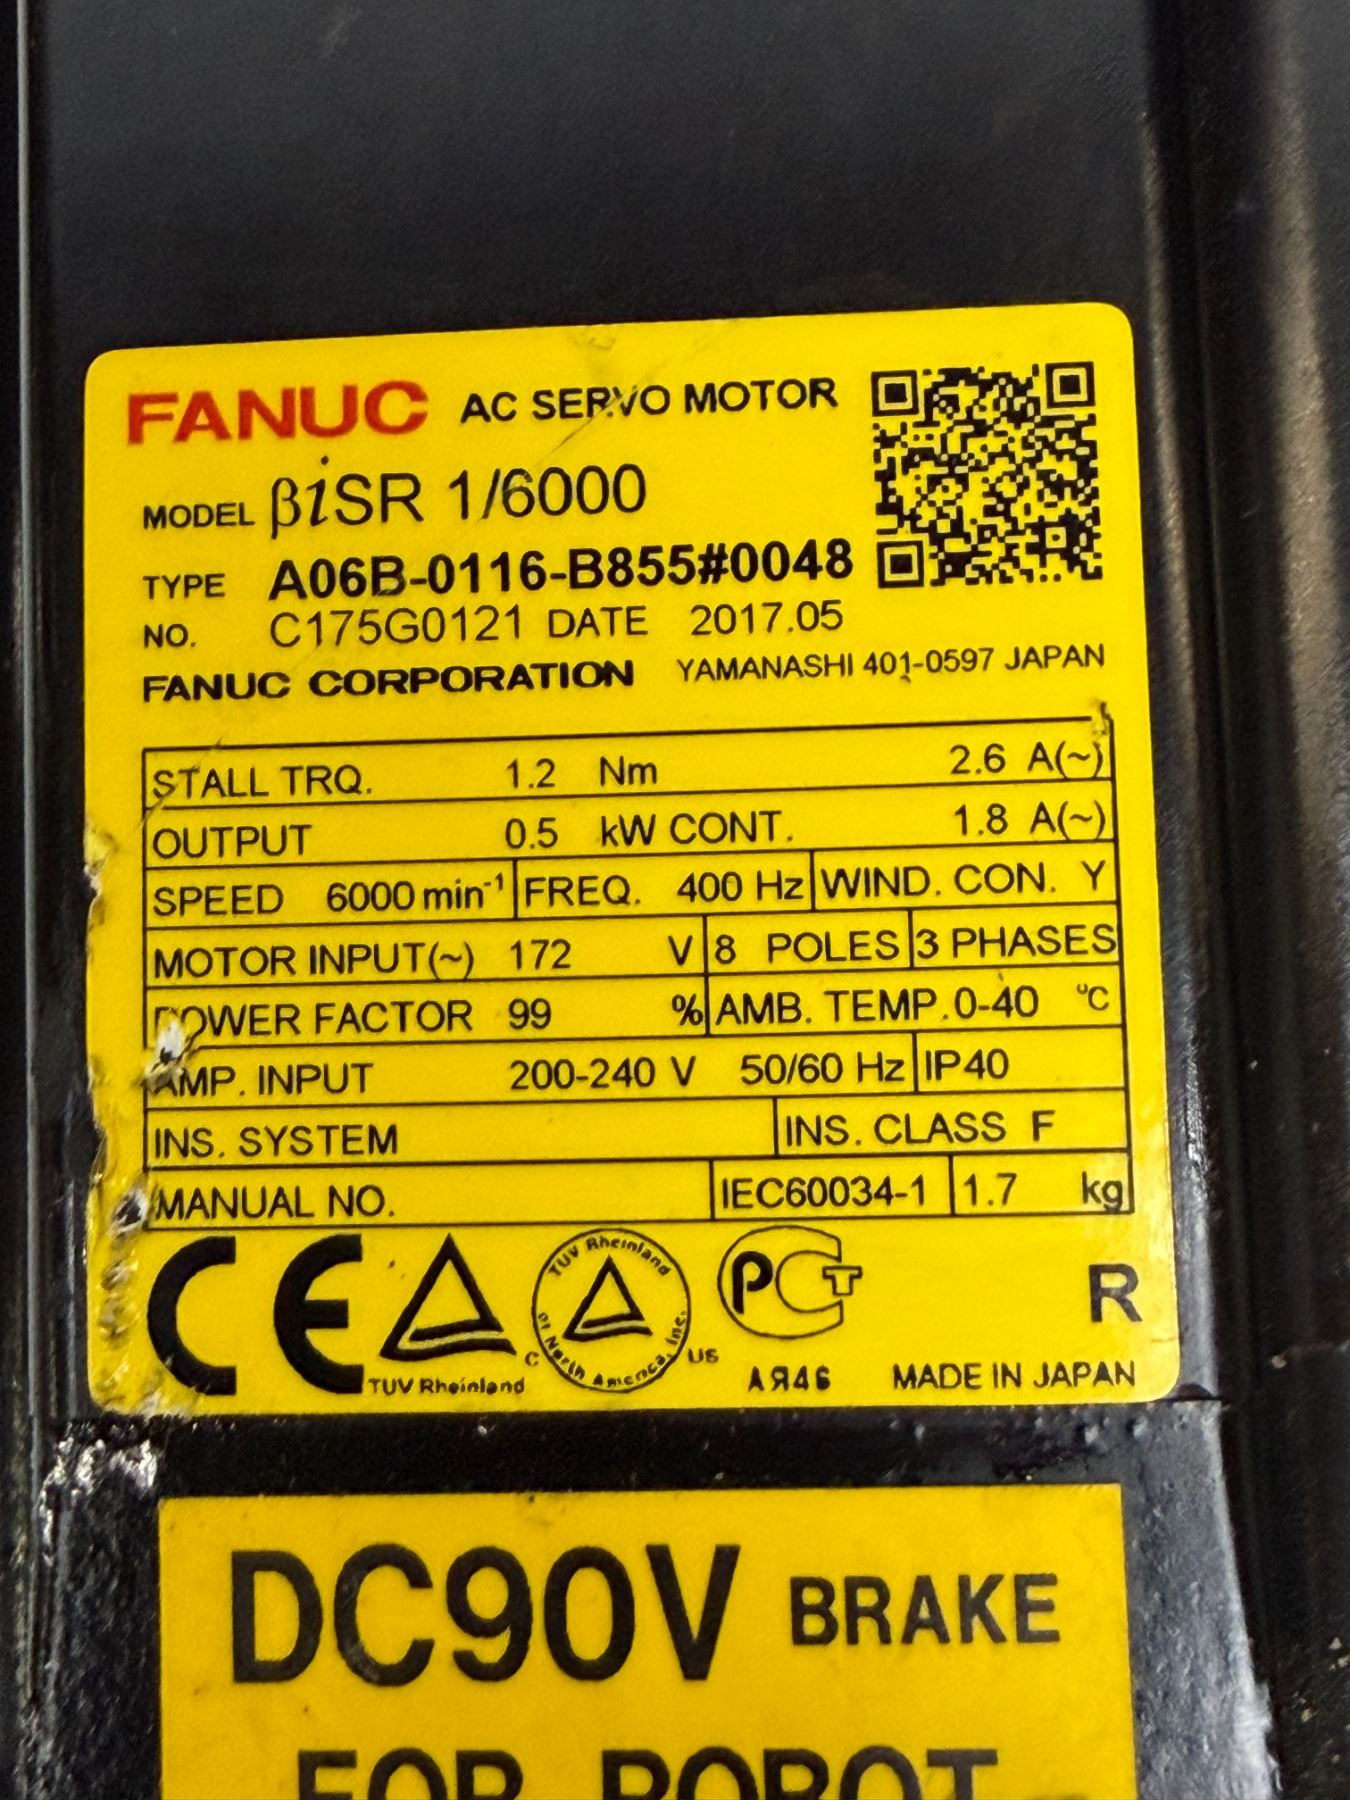 FANUC AC SERVO MOTOR
MODEL βiSR 1/6000
TYPE A06B-0116-B855#0048
NO. C175G0121 DATE 2017.05
FANUC CORPORATION YAMANASHI 401-0597 JAPAN
STALL TRQ. 1.2 Nm 2.6 A(~)
OUTPUT 0.5 kW CONT. 1.8 A(~)
SPEED 6000 min⁻¹ FREQ. 400 Hz WIND. CON. Y
MOTOR INPUT(~) 172 V 8 POLES 3 PHASES
POWER FACTOR 99 % AMB. TEMP. 0-40 °C
AMP. INPUT 200-240 V 50/60 Hz IP40
INS. SYSTEM INS. CLASS F
MANUAL NO. IEC60034-1 1.7 kg
CE
TUV Rheinland
C TUV Rheinland of North America, Inc. US
РСТ
АЯ46
R
MADE IN JAPAN
DC90V BRAKE
FOR ROBOT